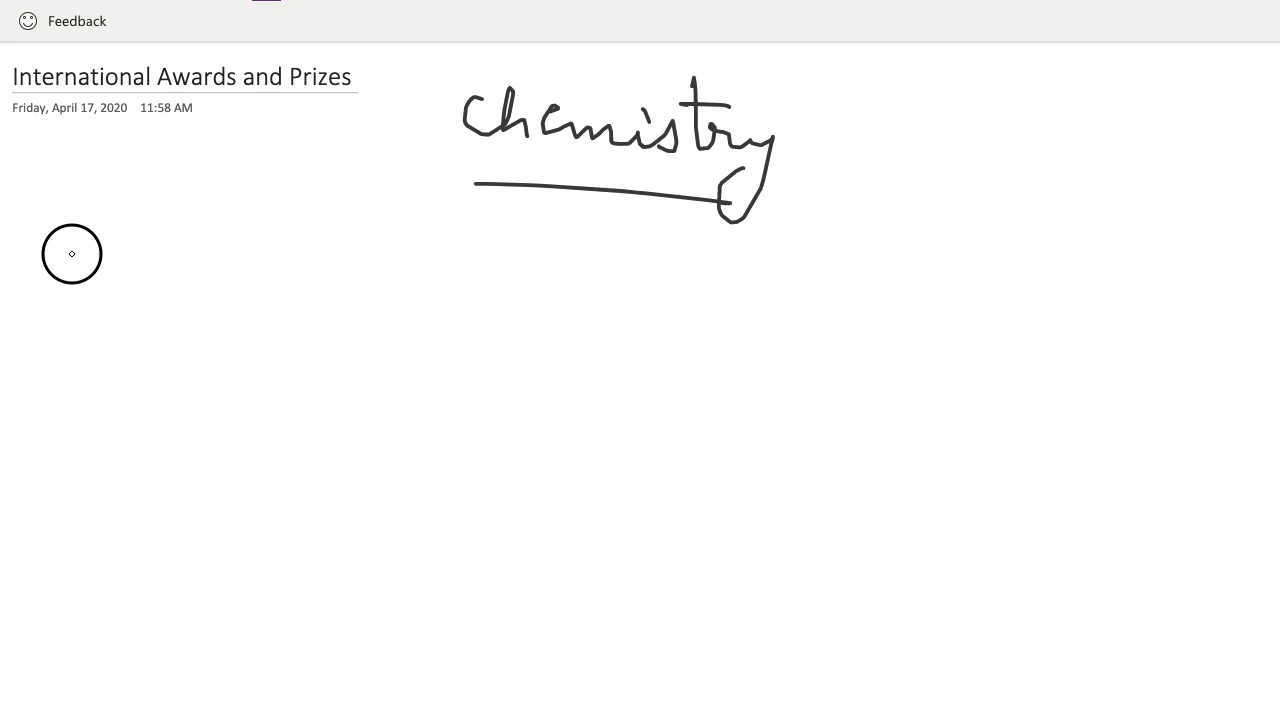 Feedback
International Awards and Prizes
Friday, April 17, 2020 11:58 AM
Chemistry